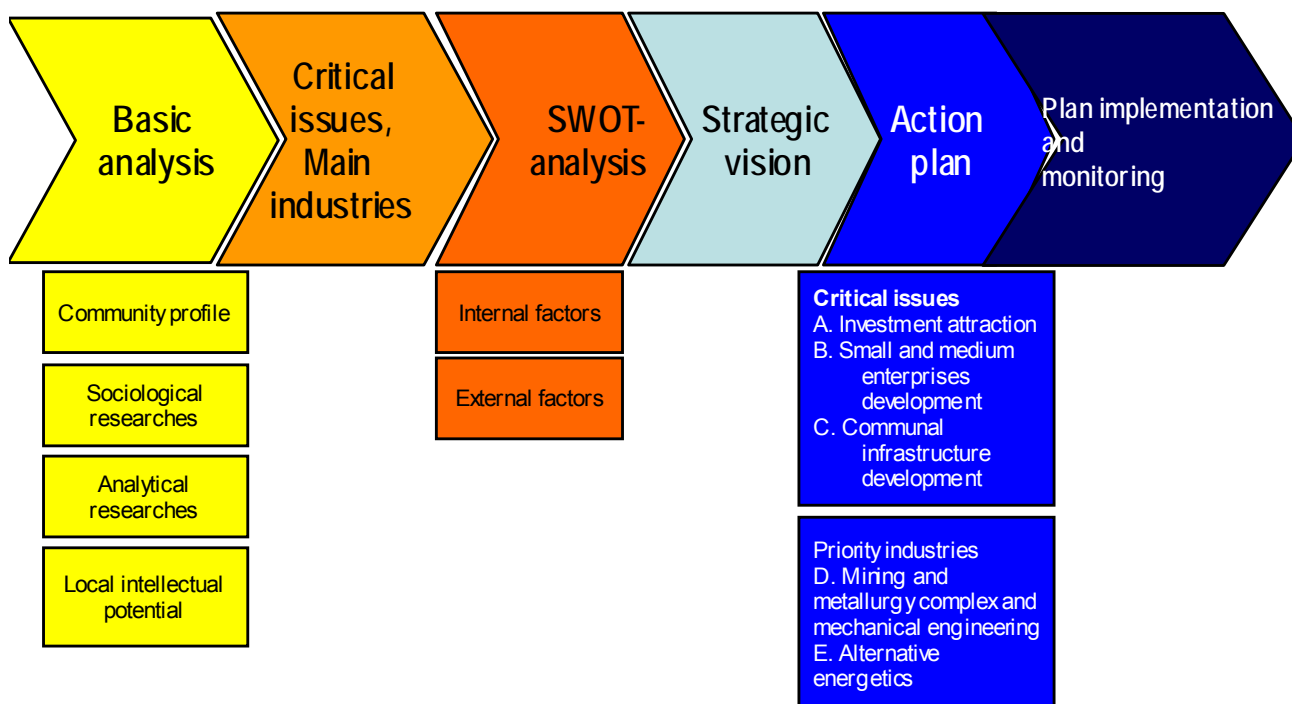 Basic
analysis
Critical
issues,
Main
industries
SWOT-
analysis
Strategic
vision
Action
plan
Plan implementation
and
monitoring
Community profile
Sociological
researches
Analytical
researches
Local intellectual
potential
Internal factors
External factors
Critical issues
A. Investment attraction
B. Small and medium
enterprises
development
C. Communal
infrastructure
development
Priority industries
D. Mining and
metallurgy complex and
mechanical engineering
E. Alternative
energetics